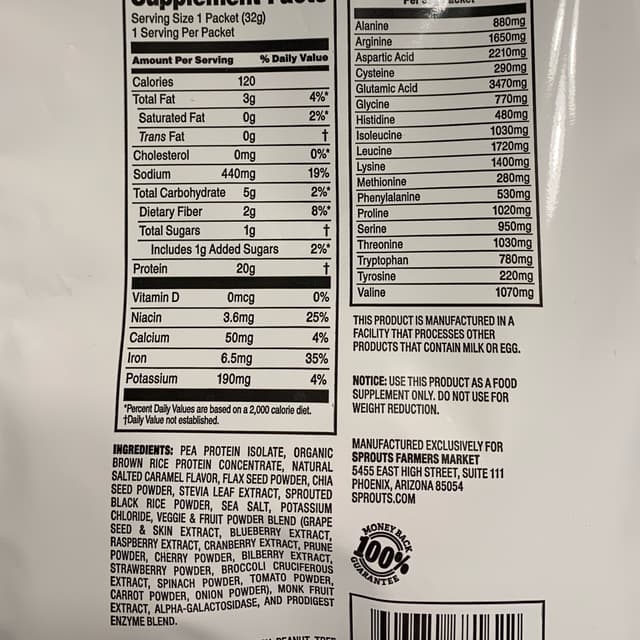 Supplement Facts
Serving Size 1 Packet (32g)
1 Serving Per Packet
Amount Per Serving % Daily Value
Calories 120
Total Fat 3g 4%*
Saturated Fat 0g 2%*
Trans Fat 0g †
Cholesterol 0mg 0%*
Sodium 440mg 19%
Total Carbohydrate 5g 2%*
Dietary Fiber 2g 8%*
Total Sugars 1g †
Includes 1g Added Sugars 2%*
Protein 20g †
Vitamin D 0mcg 0%
Niacin 3.6mg 25%
Calcium 50mg 4%
Iron 6.5mg 35%
Potassium 190mg 4%
*Percent Daily Values are based on a 2,000 calorie diet.
†Daily Value not established.
INGREDIENTS: PEA PROTEIN ISOLATE, ORGANIC
BROWN RICE PROTEIN CONCENTRATE, NATURAL
SALTED CARAMEL FLAVOR, FLAX SEED POWDER, CHIA
SEED POWDER, STEVIA LEAF EXTRACT, SPROUTED
BLACK RICE POWDER, SEA SALT, POTASSIUM
CHLORIDE, VEGGIE & FRUIT POWDER BLEND (GRAPE
SEED & SKIN EXTRACT, BLUEBERRY EXTRACT,
RASPBERRY EXTRACT, CRANBERRY EXTRACT, PRUNE
POWDER, CHERRY POWDER, BILBERRY EXTRACT,
STRAWBERRY POWDER, BROCCOLI CRUCIFEROUS
EXTRACT, SPINACH POWDER, TOMATO POWDER,
CARROT POWDER, ONION POWDER), MONK FRUIT
EXTRACT, ALPHA-GALACTOSIDASE, AND PRODIGEST
ENZYME BLEND.
PEANUT, TREE
Per Packet
Alanine 880mg
Arginine 1650mg
Aspartic Acid 2210mg
Cysteine 290mg
Glutamic Acid 3470mg
Glycine 770mg
Histidine 480mg
Isoleucine 1030mg
Leucine 1720mg
Lysine 1400mg
Methionine 280mg
Phenylalanine 530mg
Proline 1020mg
Serine 950mg
Threonine 1030mg
Tryptophan 780mg
Tyrosine 220mg
Valine 1070mg
THIS PRODUCT IS MANUFACTURED IN A
FACILITY THAT PROCESSES OTHER
PRODUCTS THAT CONTAIN MILK OR EGG.
NOTICE: USE THIS PRODUCT AS A FOOD
SUPPLEMENT ONLY. DO NOT USE FOR
WEIGHT REDUCTION.
MANUFACTURED EXCLUSIVELY FOR
SPROUTS FARMERS MARKET
5455 EAST HIGH STREET, SUITE 111
PHOENIX, ARIZONA 85054
SPROUTS.COM
MONEY BACK
100%
GUARANTEE